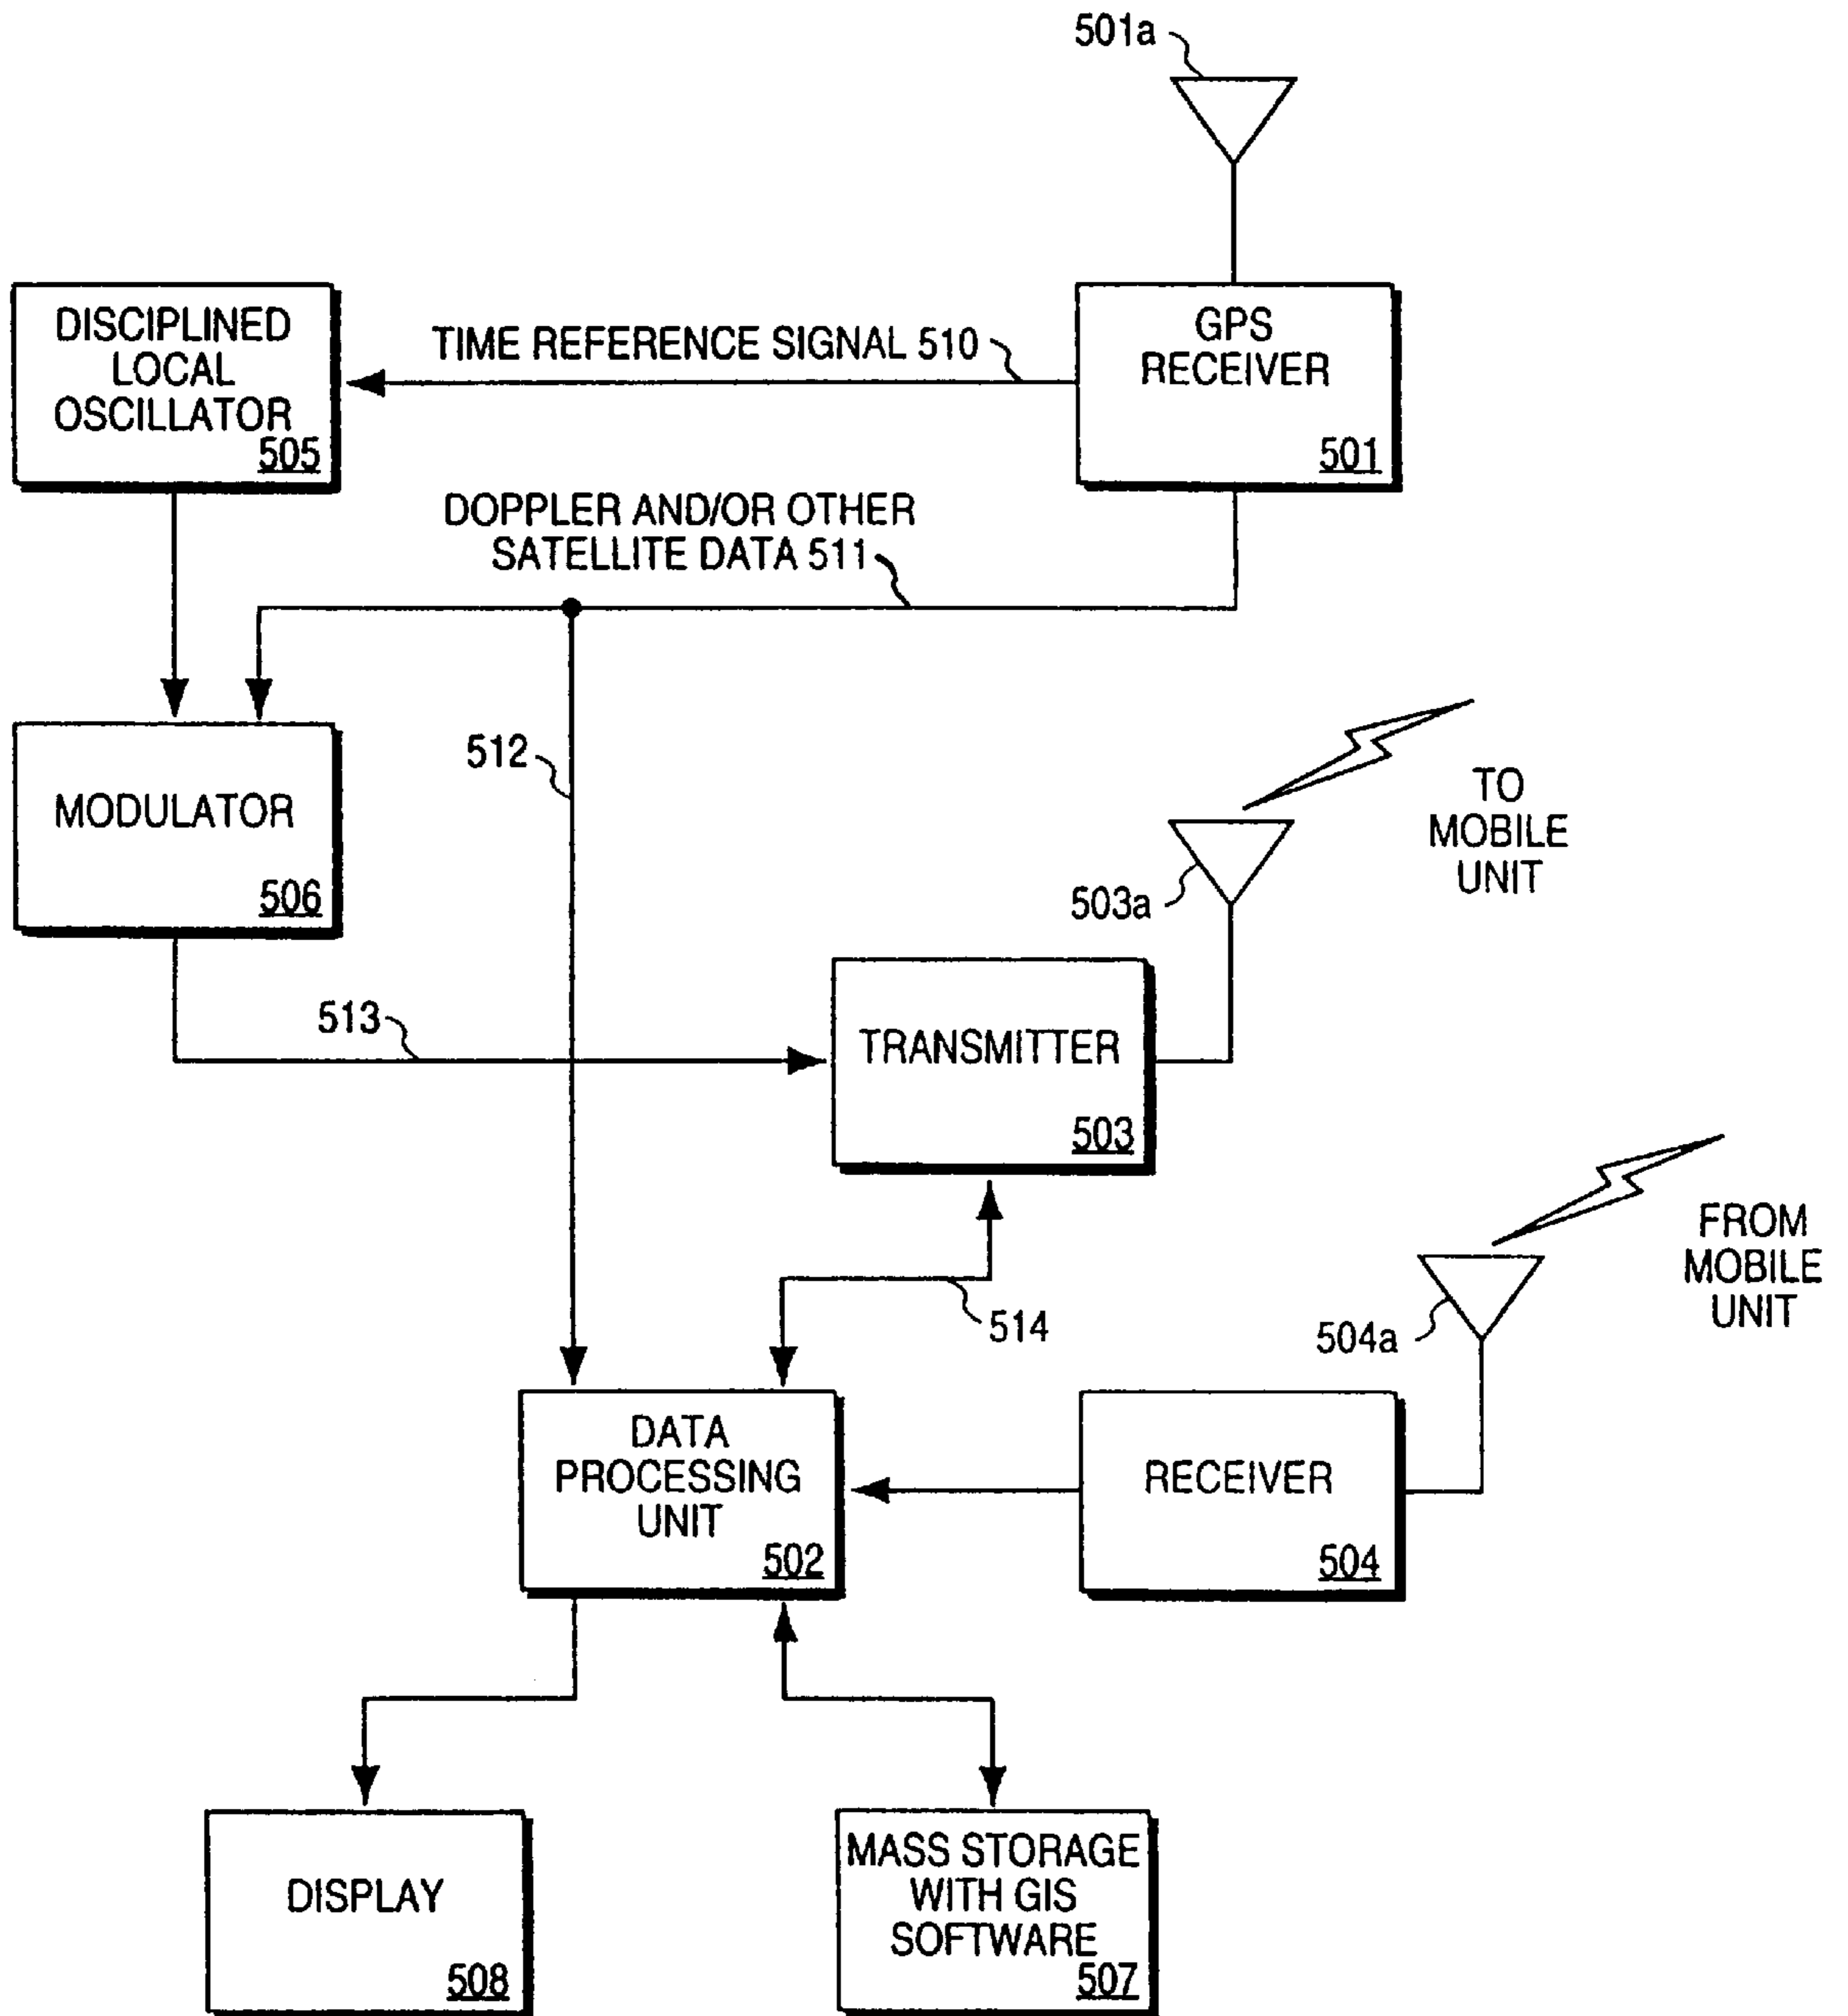 501a
DISCIPLINED
LOCAL
OSCILLATOR
505
TIME REFERENCE SIGNAL 510
GPS
RECEIVER
501
DOPPLER AND/OR OTHER
SATELLITE DATA 511
MODULATOR
506
512
TO
MOBILE
UNIT
503a
513
TRANSMITTER
503
FROM
MOBILE
UNIT
514
504a
DATA
PROCESSING
UNIT
502
RECEIVER
504
DISPLAY
508
MASS STORAGE
WITH GIS
SOFTWARE
507